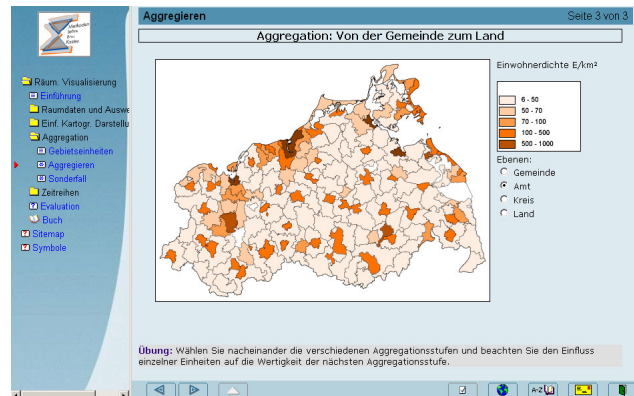 Aggregieren
Seite 3 von 3
Aggregation: Von der Gemeinde zum Land
Räum. Visualisierung
Einführung
Raumdaten und Auswe
Einf. Kartogr. Darstellu
Aggregation
Gebietseinheiten
Aggregieren
Sonderfall
Zeitreihen
Evaluation
Buch
Sitemap
Symbole
Einwohnerdichte E/km²
6 - 50
50 - 70
70 - 100
100 - 500
500 - 1000
Ebenen:
Gemeinde
Amt
Kreis
Land
Übung: Wählen Sie nacheinander die verschiedenen Aggregationsstufen und beachten Sie den Einfluss
einzelner Einheiten auf die Wertigkeit der nächsten Aggregationsstufe.
A-Z